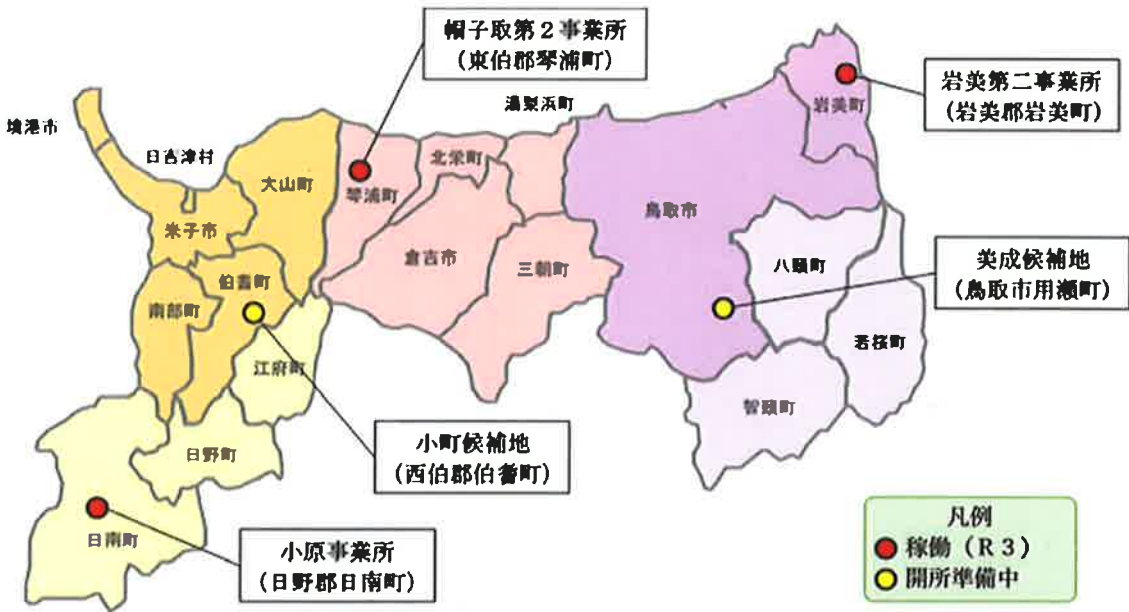 帽子取第2事業所
(東伯郡琴浦町)
岩美第二事業所
(岩美郡岩美町)
湯梨浜町
境港市
日吉津村
大山町
北栄町
琴浦町
岩美町
米子市
鳥取市
倉吉市
三朝町
八頭町
伯耆町
南部町
美成候補地
(鳥取市用瀬町)
江府町
若桜町
智頭町
小町候補地
(西伯郡伯耆町)
日野町
日南町
小原事業所
(日野郡日南町)
凡例
稼働(R3)
開所準備中